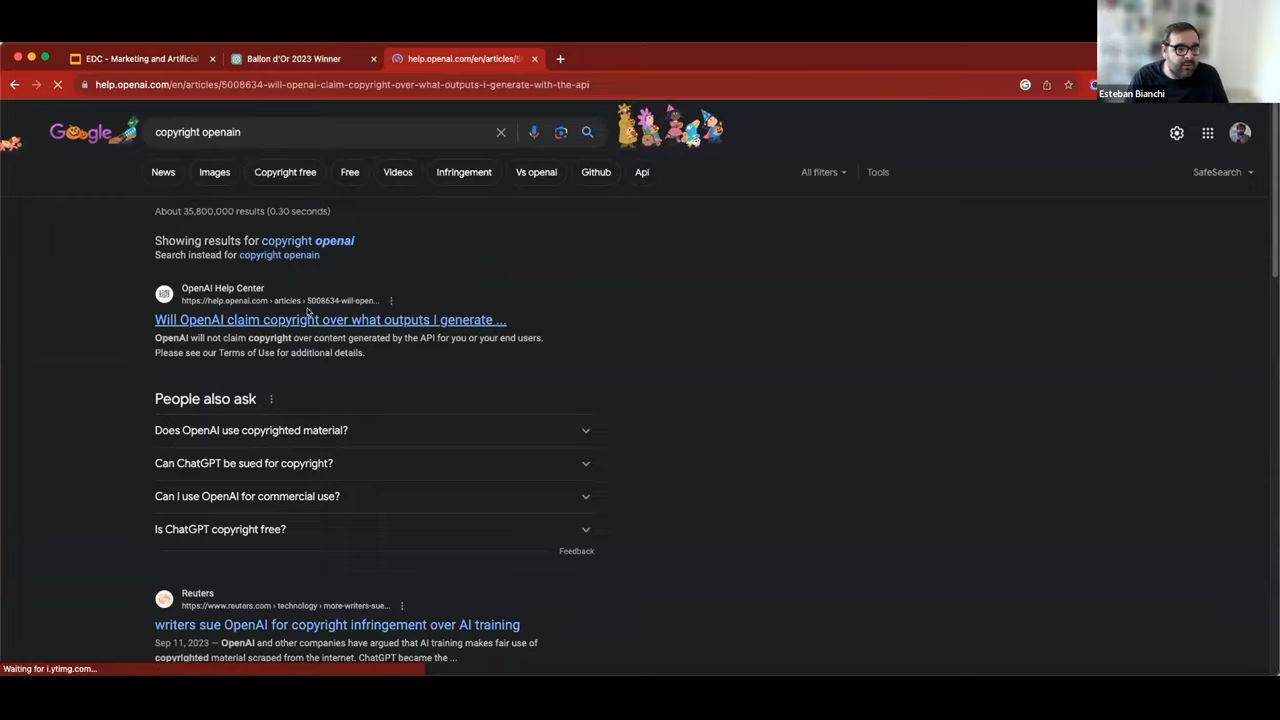 EDC - Marketing and Artificial
Ballon d'Or 2023 Winner
help.openai.com/en/articles/5
help.openai.com/en/articles/5008634-will-openai-claim-copyright-over-what-outputs-i-generate-with-the-api
Esteban Bianchi
Google
copyright openain
News
Images
Copyright free
Free
Videos
Infringement
Vs openai
Github
Api
All filters
Tools
SafeSearch
About 35,800,000 results (0.30 seconds)
Showing results for copyright openai
Search instead for copyright openain
OpenAI Help Center
https://help.openai.com › articles › 5008634-will-open...
Will OpenAI claim copyright over what outputs I generate ...
OpenAI will not claim copyright over content generated by the API for you or your end users.
Please see our Terms of Use for additional details.
People also ask
Does OpenAI use copyrighted material?
Can ChatGPT be sued for copyright?
Can I use OpenAI for commercial use?
Is ChatGPT copyright free?
Feedback
Reuters
https://www.reuters.com › technology › more-writers-sue...
writers sue OpenAI for copyright infringement over AI training
Sep 11, 2023 — OpenAI and other companies have argued that AI training makes fair use of
copyrighted material scraped from the internet. ChatGPT became the ...
Waiting for i.ytimg.com...